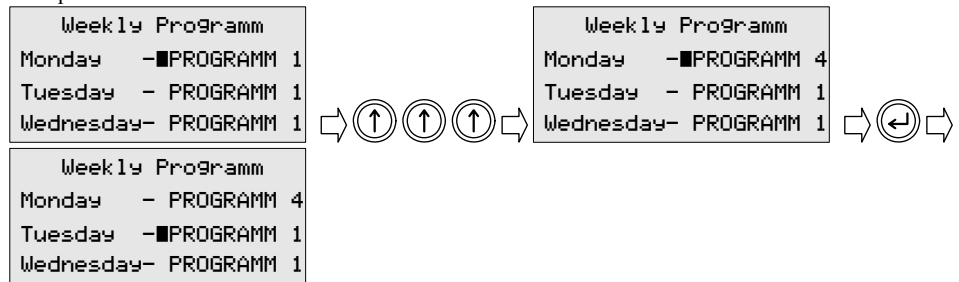 Weekly Programm
Monday -█PROGRAMM 1
Tuesday - PROGRAMM 1
Wednesday- PROGRAMM 1
Weekly Programm
Monday -█PROGRAMM 4
Tuesday - PROGRAMM 1
Wednesday- PROGRAMM 1
Weekly Programm
Monday - PROGRAMM 4
Tuesday -█PROGRAMM 1
Wednesday- PROGRAMM 1